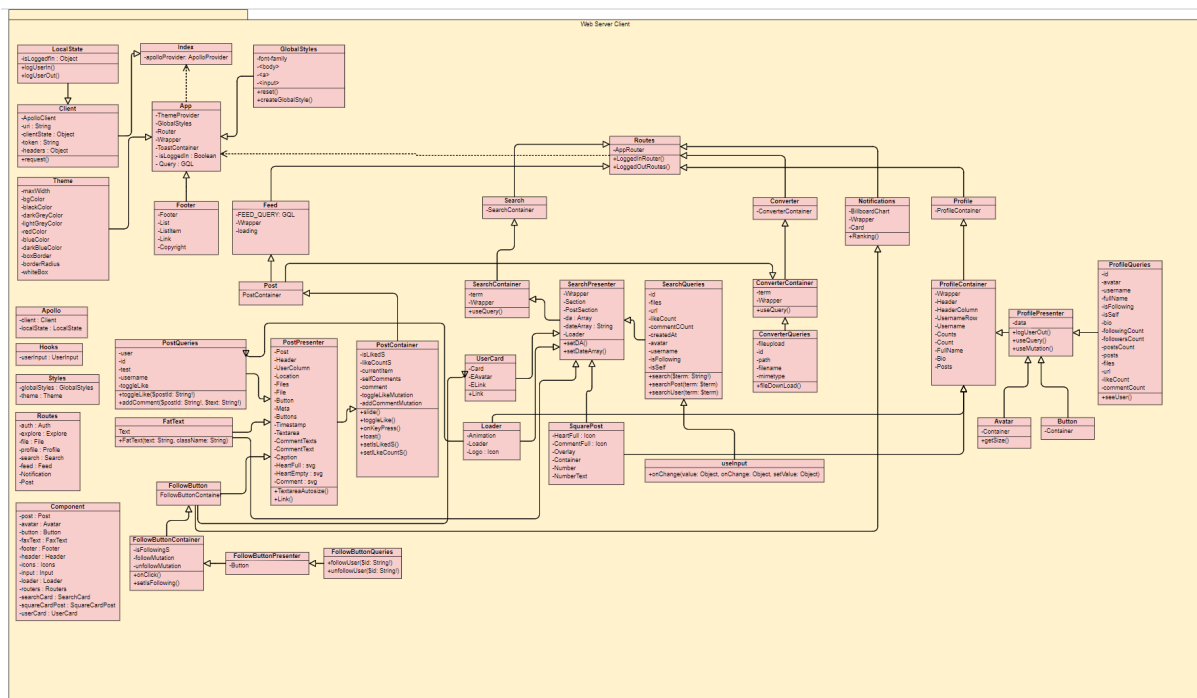 Web Server Client
LocalState
-isLoggedIn : Object
+logUserIn()
+logUserOut()
Index
-apolloProvider: ApolloProvider
GlobalStyles
-font-family
-<body>
-<a>
-<input>
+reset()
+createGlobalStyle()
Client
-ApolloClient
-uri : String
-clientState : Object
-token : String
-headers : Object
+request()
App
-ThemeProvider
-GlobalStyles
-Router
-Wrapper
-ToastContainer
- isLoggedIn : Boolean
- Query : GQL
Routes
-AppRouter
+LoggedInRouter()
+LoggedOutRoutes()
Theme
-maxWidth
-bgColor
-blackColor
-darkGreyColor
-lightGreyColor
-redColor
-blueColor
-darkBlueColor
-boxBorder
-borderRadius
-whiteBox
Footer
-Footer
-List
-ListItem
-Link
-Copyright
Feed
-FEED_QUERY: GQL
-Wrapper
-loading
Search
-SearchContainer
Converter
-ConverterContainer
Notifications
-BillboardChart
-Wrapper
-Card
+Ranking()
Profile
-ProfileContainer
Post
PostContainer
SearchContainer
-term
-Wrapper
+useQuery()
SearchPresenter
-Wrapper
-Section
-PostSection
-da : Array
-dateArray : String
-Loader
+setDA()
+setDateArray()
SearchQueries
-id
-files
-url
-likeCount
-commentCOunt
-createdAt
-avatar
-username
-isFollowing
-isSelf
+search($term: String!)
+searchPost($term)
+searchUser($term)
ConverterContainer
-term
-Wrapper
+useQuery()
ConverterQueries
-fileupload
-id
-path
-filename
-mimetype
+fileDownLoad()
ProfileContainer
-Wrapper
-Header
-HeaderColumn
-UsernameRow
-Username
-Counts
-Count
-FullName
-Bio
-Posts
ProfilePresenter
-data
+logUserOut()
+useQuery()
+useMutation()
ProfileQueries
-id
-avatar
-username
-fullName
-isFollowing
-isSelf
-bio
-followingCount
-followersCount
-postsCount
-posts
-files
-url
-likeCount
-commentCount
+seeUser()
Apollo
-client : Client
-localState : LocalState
Hooks
-userInput : UserInput
Styles
-globalStyles : GlobalStyles
-theme : Theme
Routes
-auth : Auth
-explore : Explore
-file : File
-profile : Profile
-search : Search
-feed : Feed
-Notification
-Post
Component
-post : Post
-avatar : Avatar
-button : Button
-faxText : FaxText
-footer : Footer
-header : Header
-icons : Icons
-input : Input
-loader : Loader
-routers : Routers
-searchCard : SearchCard
-squareCardPost : SquareCardPost
-userCard : UserCard
PostQueries
-user
-id
-test
-username
-toggleLike
+toggleLike($postId: String!)
+addComment($postId: String!, $text: String!)
FatText
Text
+FatText(text: String, className: String)
PostPresenter
-Post
-Header
-UserColumn
-Location
-Files
-File
-Button
-Meta
-Buttons
-Timestamp
-Textarea
-CommentTexts
-CommentText
-Caption
-HeartFull : svg
-HeartEmpty : svg
-Comment : svg
+TextareaAutosize()
+Link()
PostContainer
-isLikedS
-likeCountS
-currentItem
-selfComments
-comment
-toggleLikeMutation
-addCommentMutation
+slide()
+toggleLike()
+onKeyPress()
+toast()
+setIsLikedS()
+setLikeCountS()
UserCard
-Card
-EAvatar
-ELink
+Link
Loader
-Animation
-Loader
-Logo : Icon
SquarePost
-HeartFull : Icon
-CommentFull : Icon
-Overlay
-Container
-Number
-NumberText
useInput
+onChange(value: Object, onChange: Object, setValue: Object)
Avatar
-Container
+getSize()
Button
-Container
FollowButton
FollowButtonContainer
FollowButtonContainer
-isFollowingS
-followMutation
-unfollowMutation
+onClick()
+setIsFollowing()
FollowButtonPresenter
-Button
FollowButtonQueries
+followUser($id: String!)
+unfollowUser($id: String!)